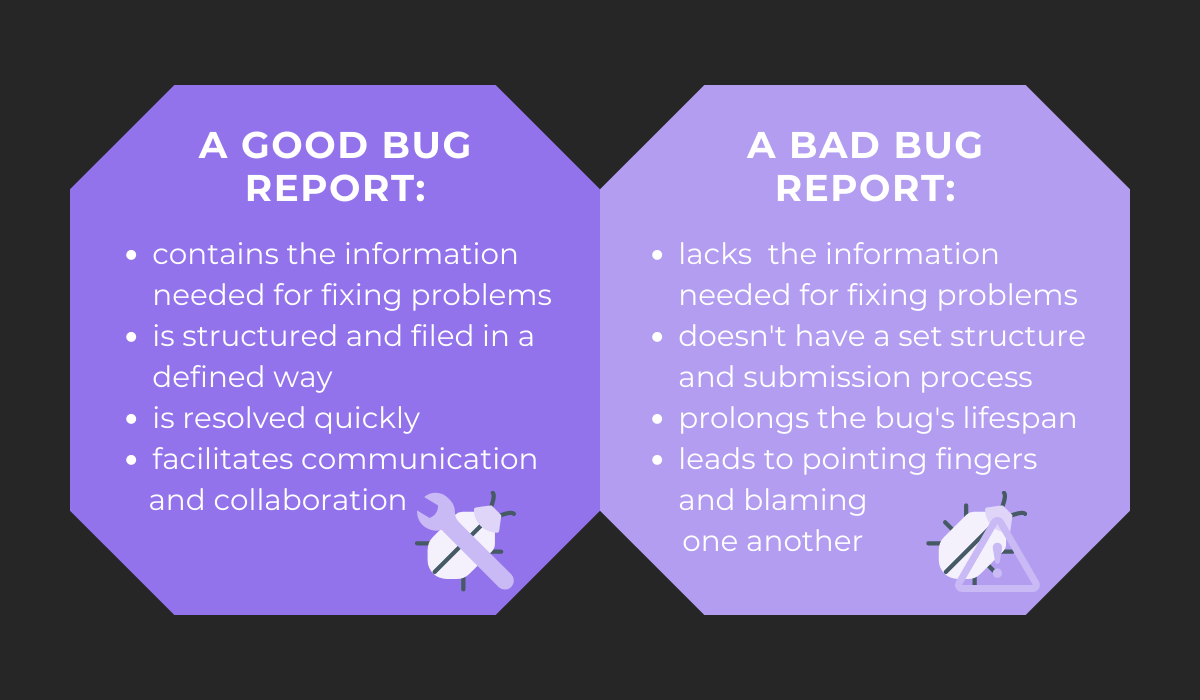 A GOOD BUG
REPORT:
• contains the information
needed for fixing problems
• is structured and filed in a
defined way
• is resolved quickly
• facilitates communication
and collaboration
A BAD BUG
REPORT:
• lacks  the information
needed for fixing problems
• doesn't have a set structure
and submission process
• prolongs the bug's lifespan
• leads to pointing fingers
and blaming
one another